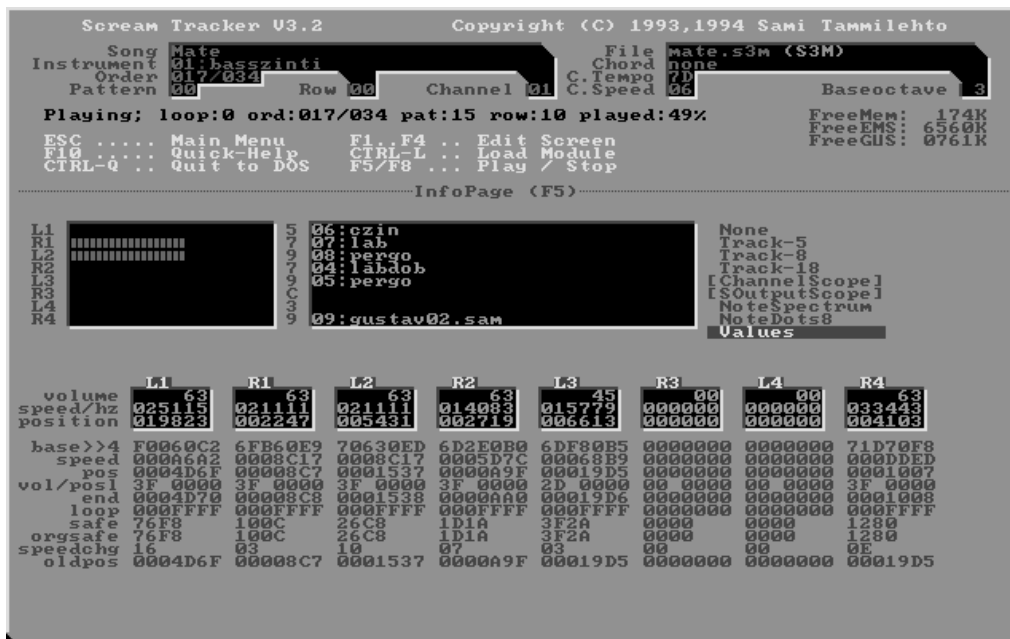 Scream Tracker V3.2 Copyright (C) 1993,1994 Sami Tammilehto
Song Mate File mate.s3m (S3M)
Instrument 01:basszinti Chord none
Order 017/034 C.Tempo 7D
Pattern 00 Row 00 Channel 01 C.Speed 06 Baseoctave 3
Playing; loop:0 ord:017/034 pat:15 row:10 played:49% FreeMem: 174K
FreeEMS: 6560K
ESC ..... Main Menu F1..F4 .. Edit Screen FreeGUS: 0761K
F10 ..... Quick-Help CTRL-L .. Load Module
CTRL-Q .. Quit to DOS F5/F8 ... Play / Stop
InfoPage (F5)
L1 5 06:czin None
R1 7 07:lab Track-5
L2 9 08:pergo Track-8
R2 7 04:labdob Track-18
L3 9 05:pergo [ChannelScope]
R3 C [SOutputScope]
L4 3 NoteSpectrum
R4 9 09:gustav02.sam NoteDots8
Values
L1 R1 L2 R2 L3 R3 L4 R4
volume 63 63 63 63 45 00 00 63
speed/hz 025115 021111 021111 014083 015779 000000 000000 033443
position 019823 002247 005431 002719 006613 000000 000000 004103
base>>4 F0060C2 6FB60E9 70630ED 6D2E0B0 6DF80B5 0000000 0000000 71D70F8
speed 000A6A2 0008C17 0008C17 0005D7C 00068B9 0000000 0000000 000DDED
pos 0004D6F 00008C7 0001537 0000A9F 00019D5 0000000 0000000 0001007
vol/posl 3F 0000 3F 0000 3F 0000 3F 0000 2D 0000 00 0000 00 0000 3F 0000
end 0004D70 00008C8 0001538 0000AA0 00019D6 0000000 0000000 0001008
loop 000FFFF 000FFFF 000FFFF 000FFFF 000FFFF 0000000 0000000 000FFFF
safe 76F8 100C 26C8 1D1A 3F2A 0000 0000 1280
orgsafe 76F8 100C 26C8 1D1A 3F2A 0000 0000 1280
speedchg 16 03 10 07 03 00 00 0E
oldpos 0004D6F 00008C7 0001537 0000A9F 00019D5 0000000 0000000 00019D5